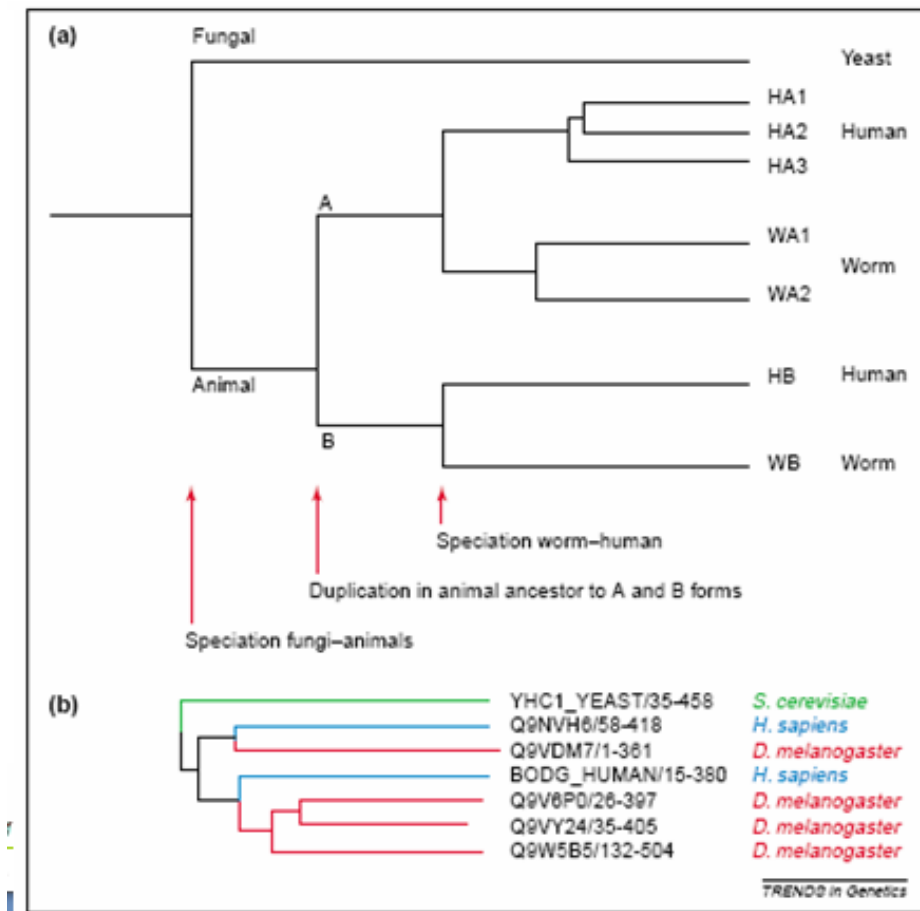 (a)
Fungal
Yeast
HA1
HA2 Human
HA3
A
WA1
Worm
WA2
HB Human
Animal
B
WB Worm
Speciation worm–human
Duplication in animal ancestor to A and B forms
Speciation fungi–animals
(b)
YHC1_YEAST/35-458 S. cerevisiae
Q9NVH6/58-418 H. sapiens
Q9VDM7/1-361 D. melanogaster
BODG_HUMAN/15-380 H. sapiens
Q9V6P0/26-397 D. melanogaster
Q9VY24/35-405 D. melanogaster
Q9W5B5/132-504 D. melanogaster
TRENDS in Genetics